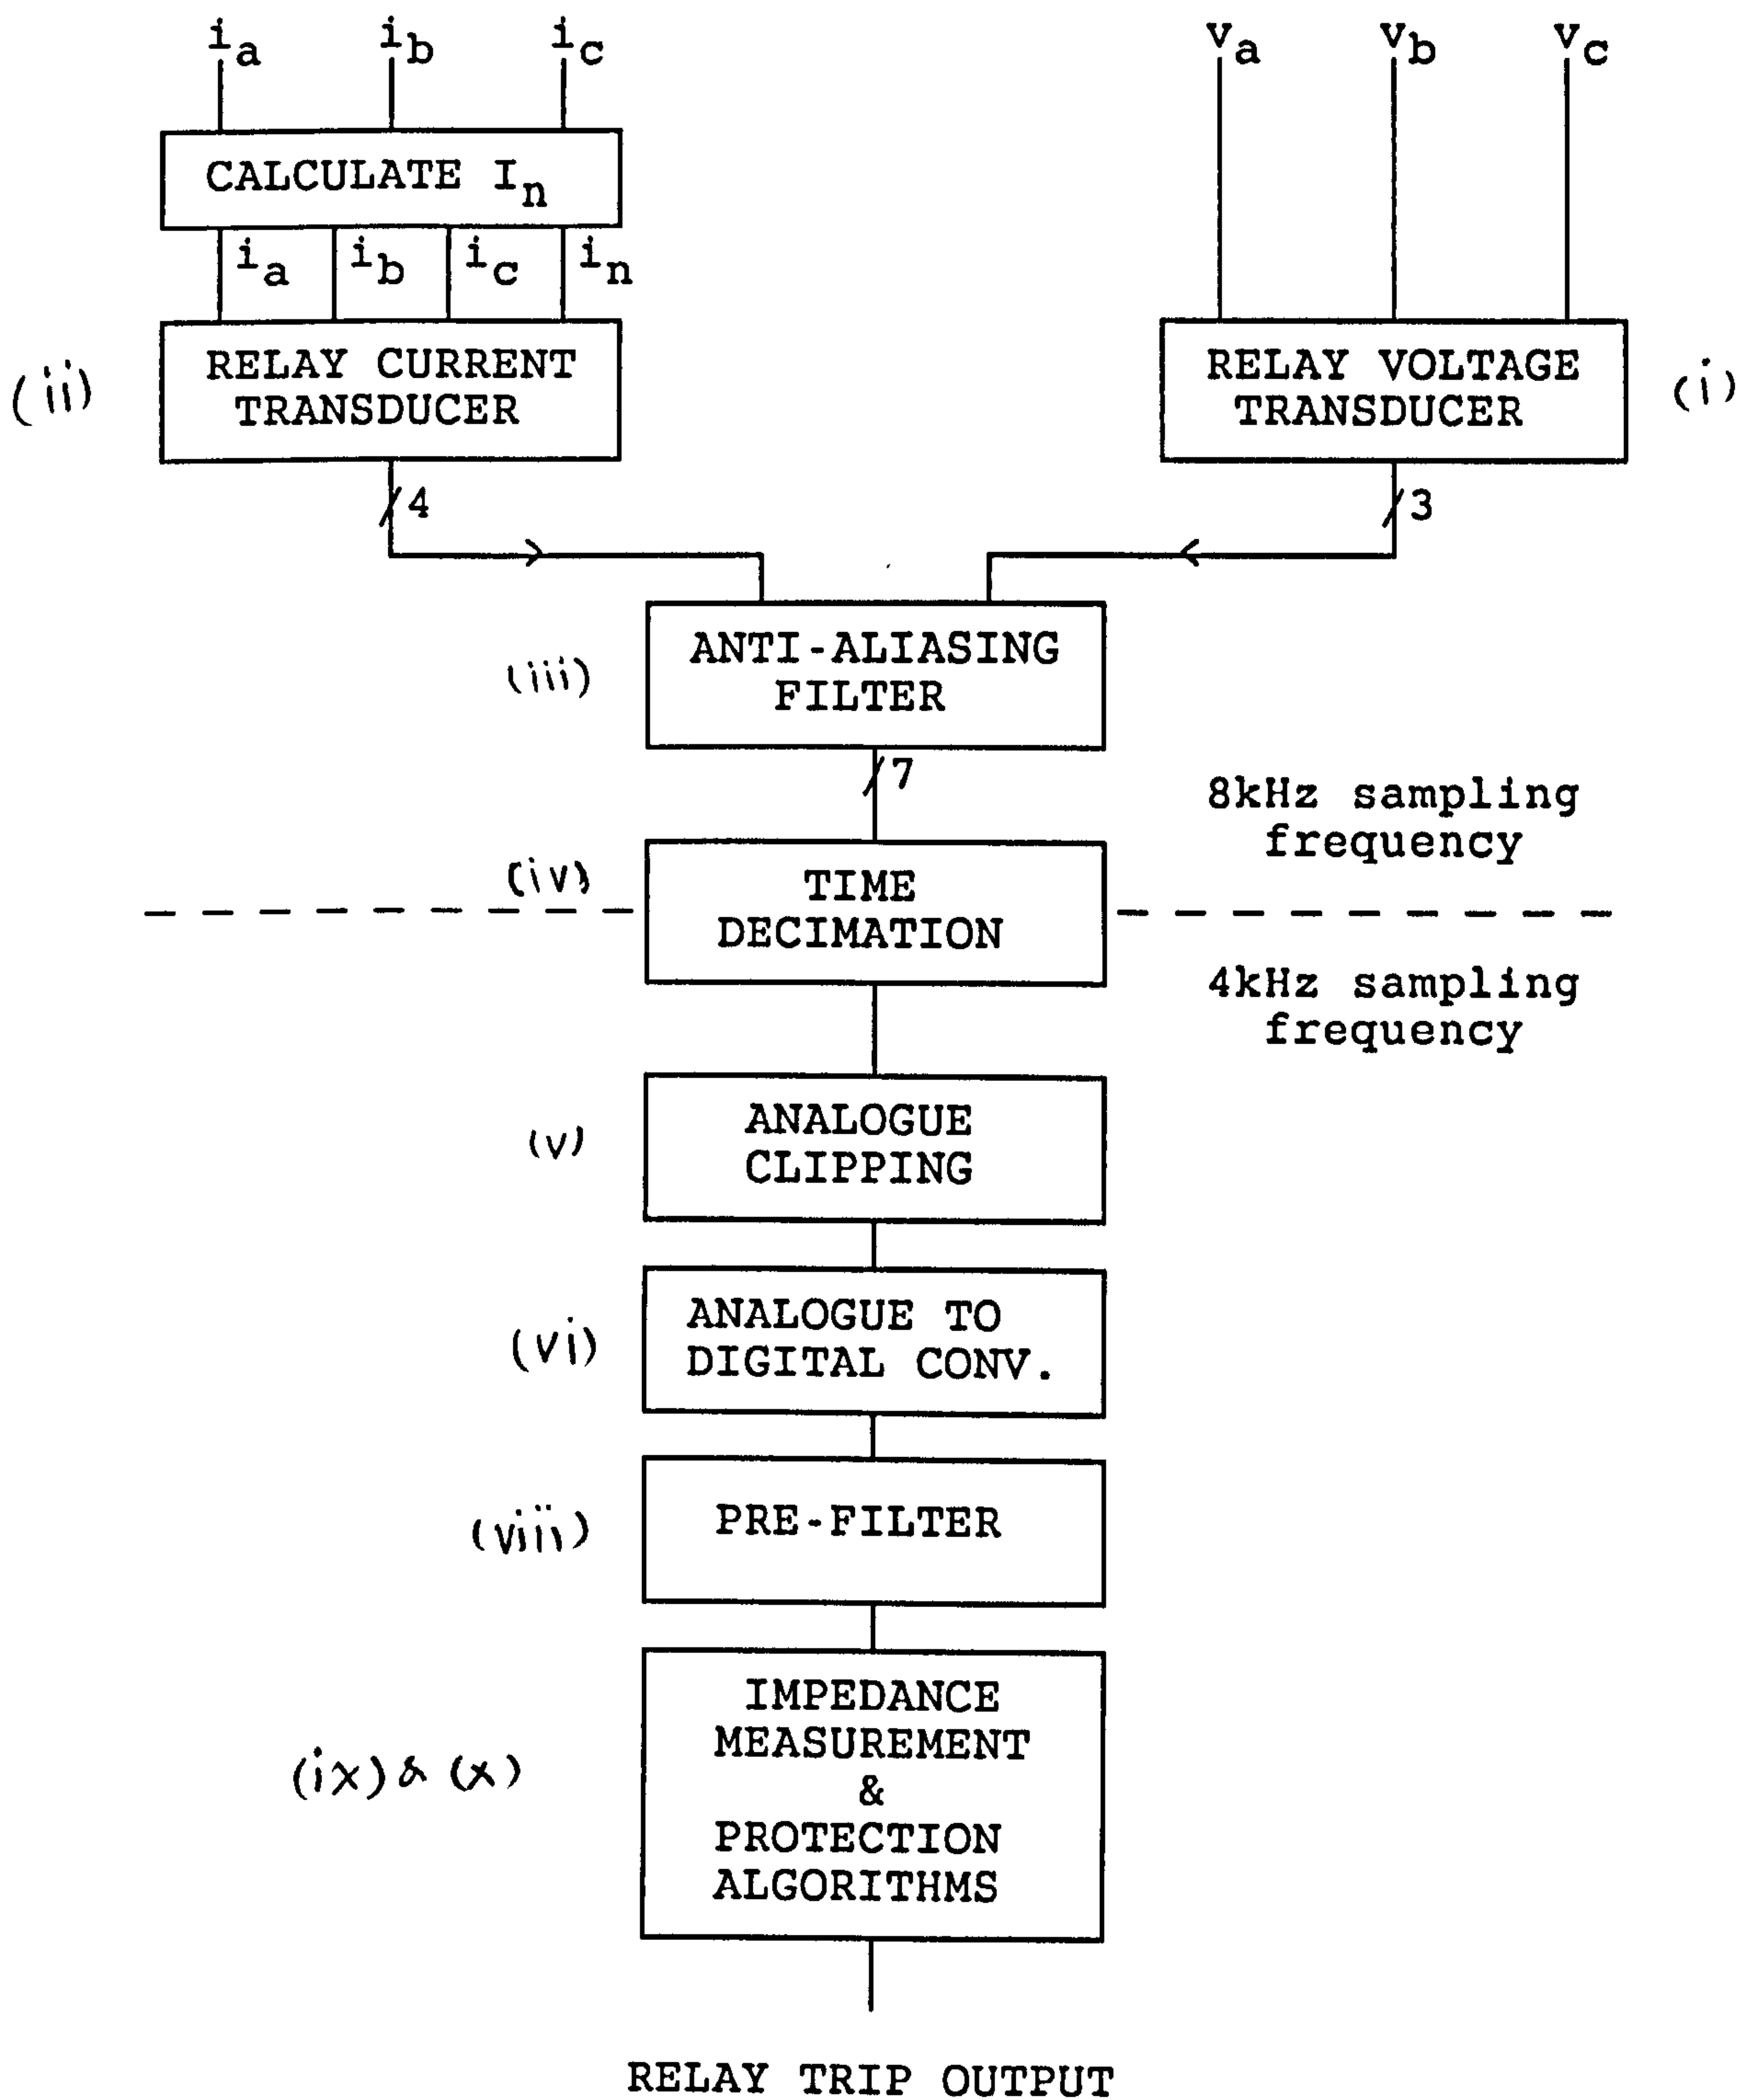 ia ib ic
va vb vc
CALCULATE In
ia ib ic in
(ii)
RELAY CURRENT
TRANSDUCER
RELAY VOLTAGE
TRANSDUCER
(i)
4
3
(iii)
ANTI-ALIASING
FILTER
7
8kHz sampling
frequency
(iv)
TIME
DECIMATION
4kHz sampling
frequency
(v)
ANALOGUE
CLIPPING
(vi)
ANALOGUE TO
DIGITAL CONV.
(viii)
PRE-FILTER
(ix) & (x)
IMPEDANCE
MEASUREMENT
&
PROTECTION
ALGORITHMS
RELAY TRIP OUTPUT